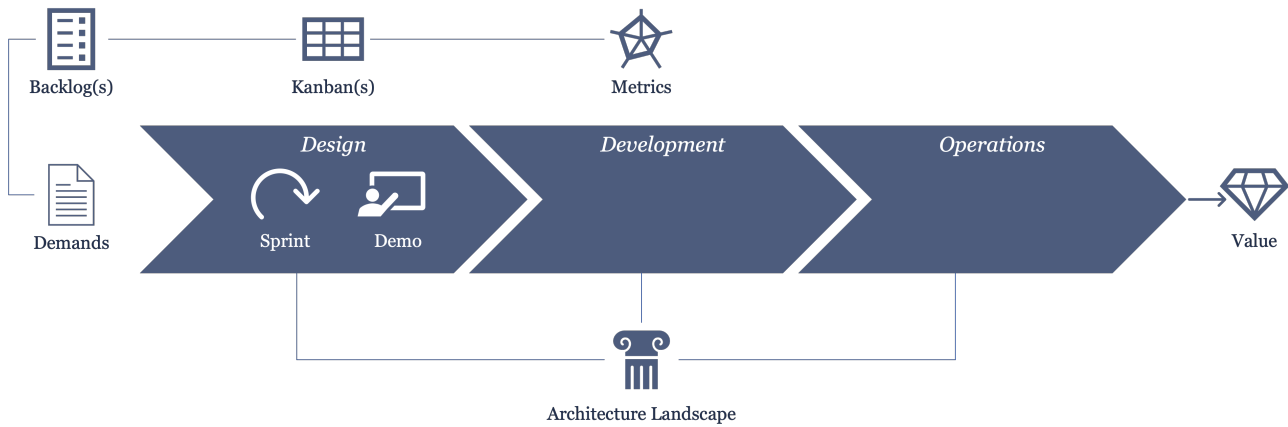 Backlog(s)
Kanban(s)
Metrics
Design
Development
Operations
Sprint
Demo
Demands
Value
Architecture Landscape